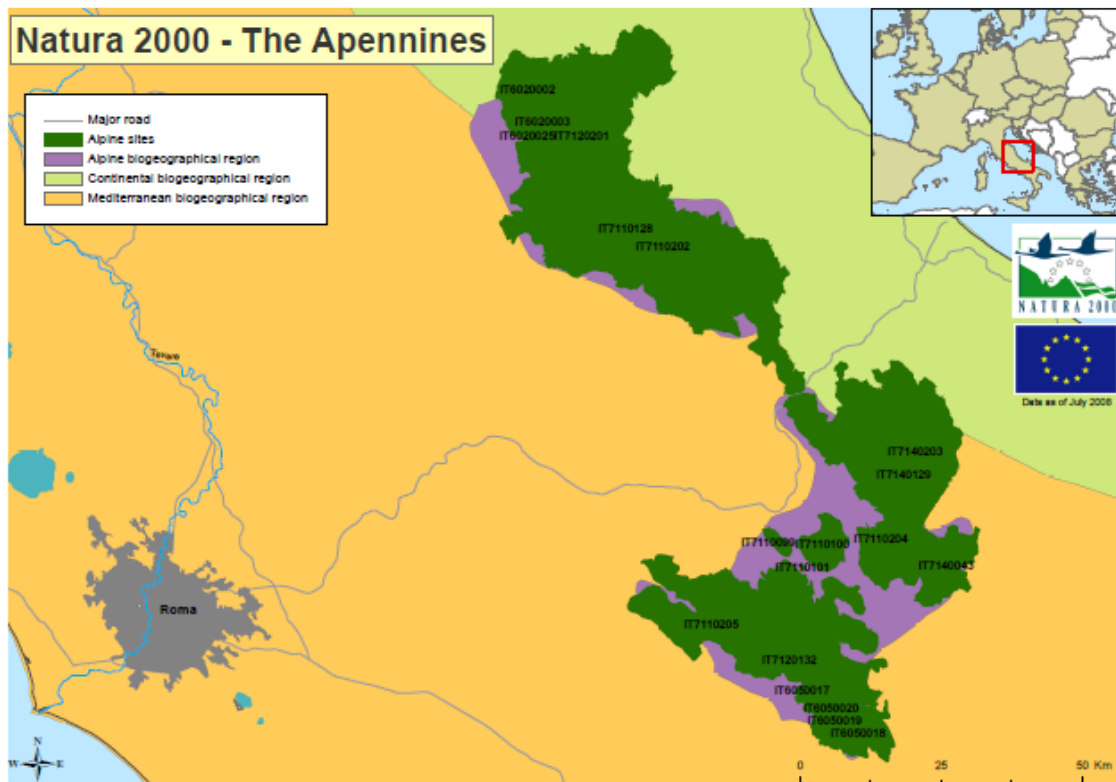 Natura 2000 - The Apennines
Major road
Alpine sites
Alpine biogeographical region
Continental biogeographical region
Mediterranean biogeographical region
IT6020002
IT6020003
IT6020025IT7120201
IT7110128
IT7110202
NATURA 2000
Data as of July 2008
Tevere
IT7140203
IT7140129
IT7110099
IT7110100
IT7110204
IT7110101
IT7140043
Roma
IT7110205
IT7120132
IT6050017
IT6050020
IT6050019
IT6050018
N
W E
S
0 25 50 Km